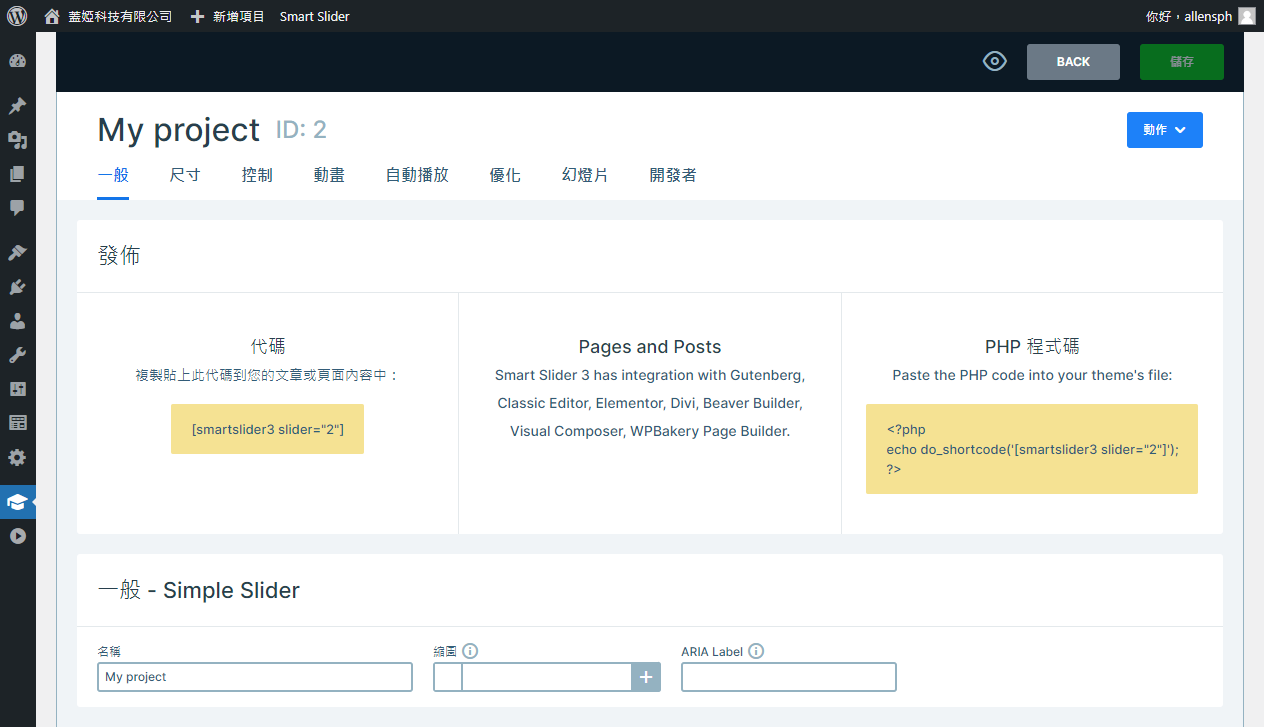 蓋婭科技有限公司 新增項目 Smart Slider 你好，allensph
BACK 儲存
My project ID: 2 動作
一般 尺寸 控制 動畫 自動播放 優化 幻燈片 開發者
發佈
代碼
複製貼上此代碼到您的文章或頁面內容中：
[smartslider3 slider="2"]
Pages and Posts
Smart Slider 3 has integration with Gutenberg,
Classic Editor, Elementor, Divi, Beaver Builder,
Visual Composer, WPBakery Page Builder.
PHP 程式碼
Paste the PHP code into your theme's file:
<?php
echo do_shortcode('[smartslider3 slider="2"]');
?>
一般 - Simple Slider
名稱 縮圖 ARIA Label
My project